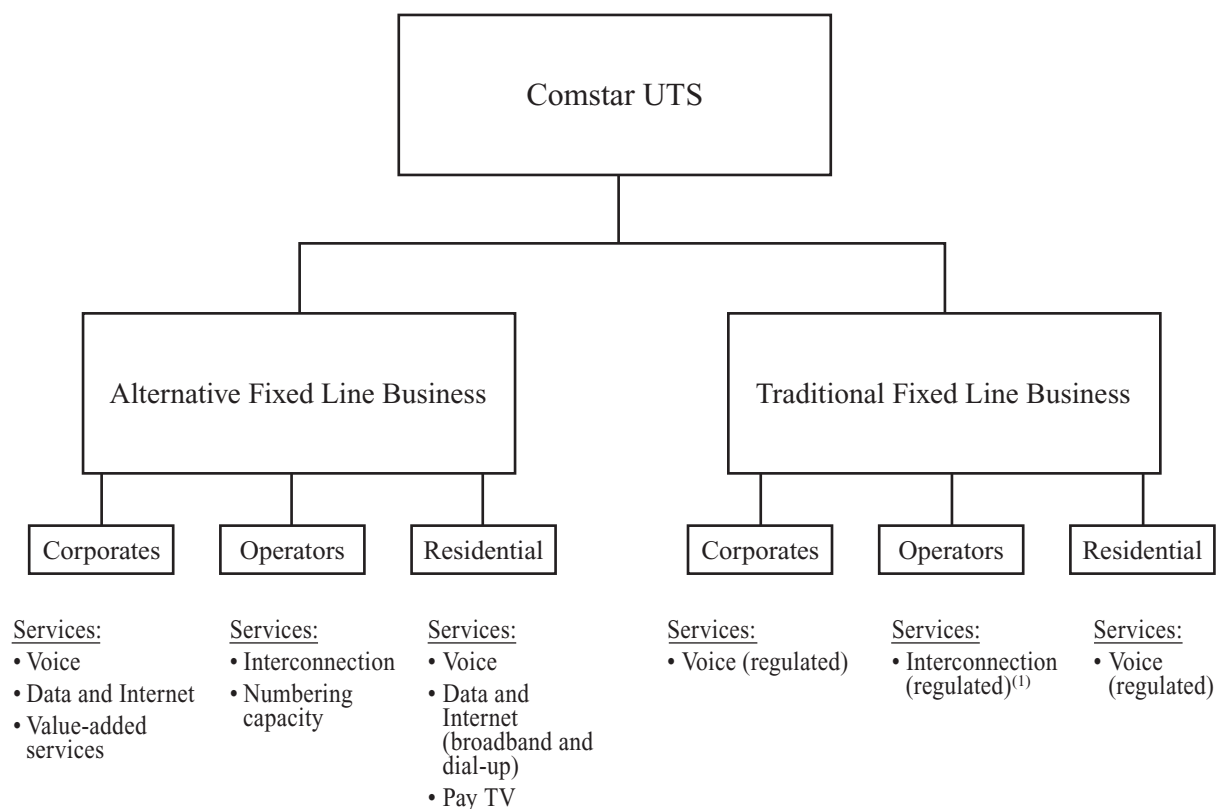 Comstar UTS
Alternative Fixed Line Business
Traditional Fixed Line Business
Corporates
Operators
Residential
Corporates
Operators
Residential
Services:
• Voice
• Data and Internet
• Value-added
services
Services:
• Interconnection
• Numbering
capacity
Services:
• Voice
• Data and
Internet
(broadband and
dial-up)
• Pay TV
Services:
• Voice (regulated)
Services:
• Interconnection
(regulated)(1)
Services:
• Voice
(regulated)